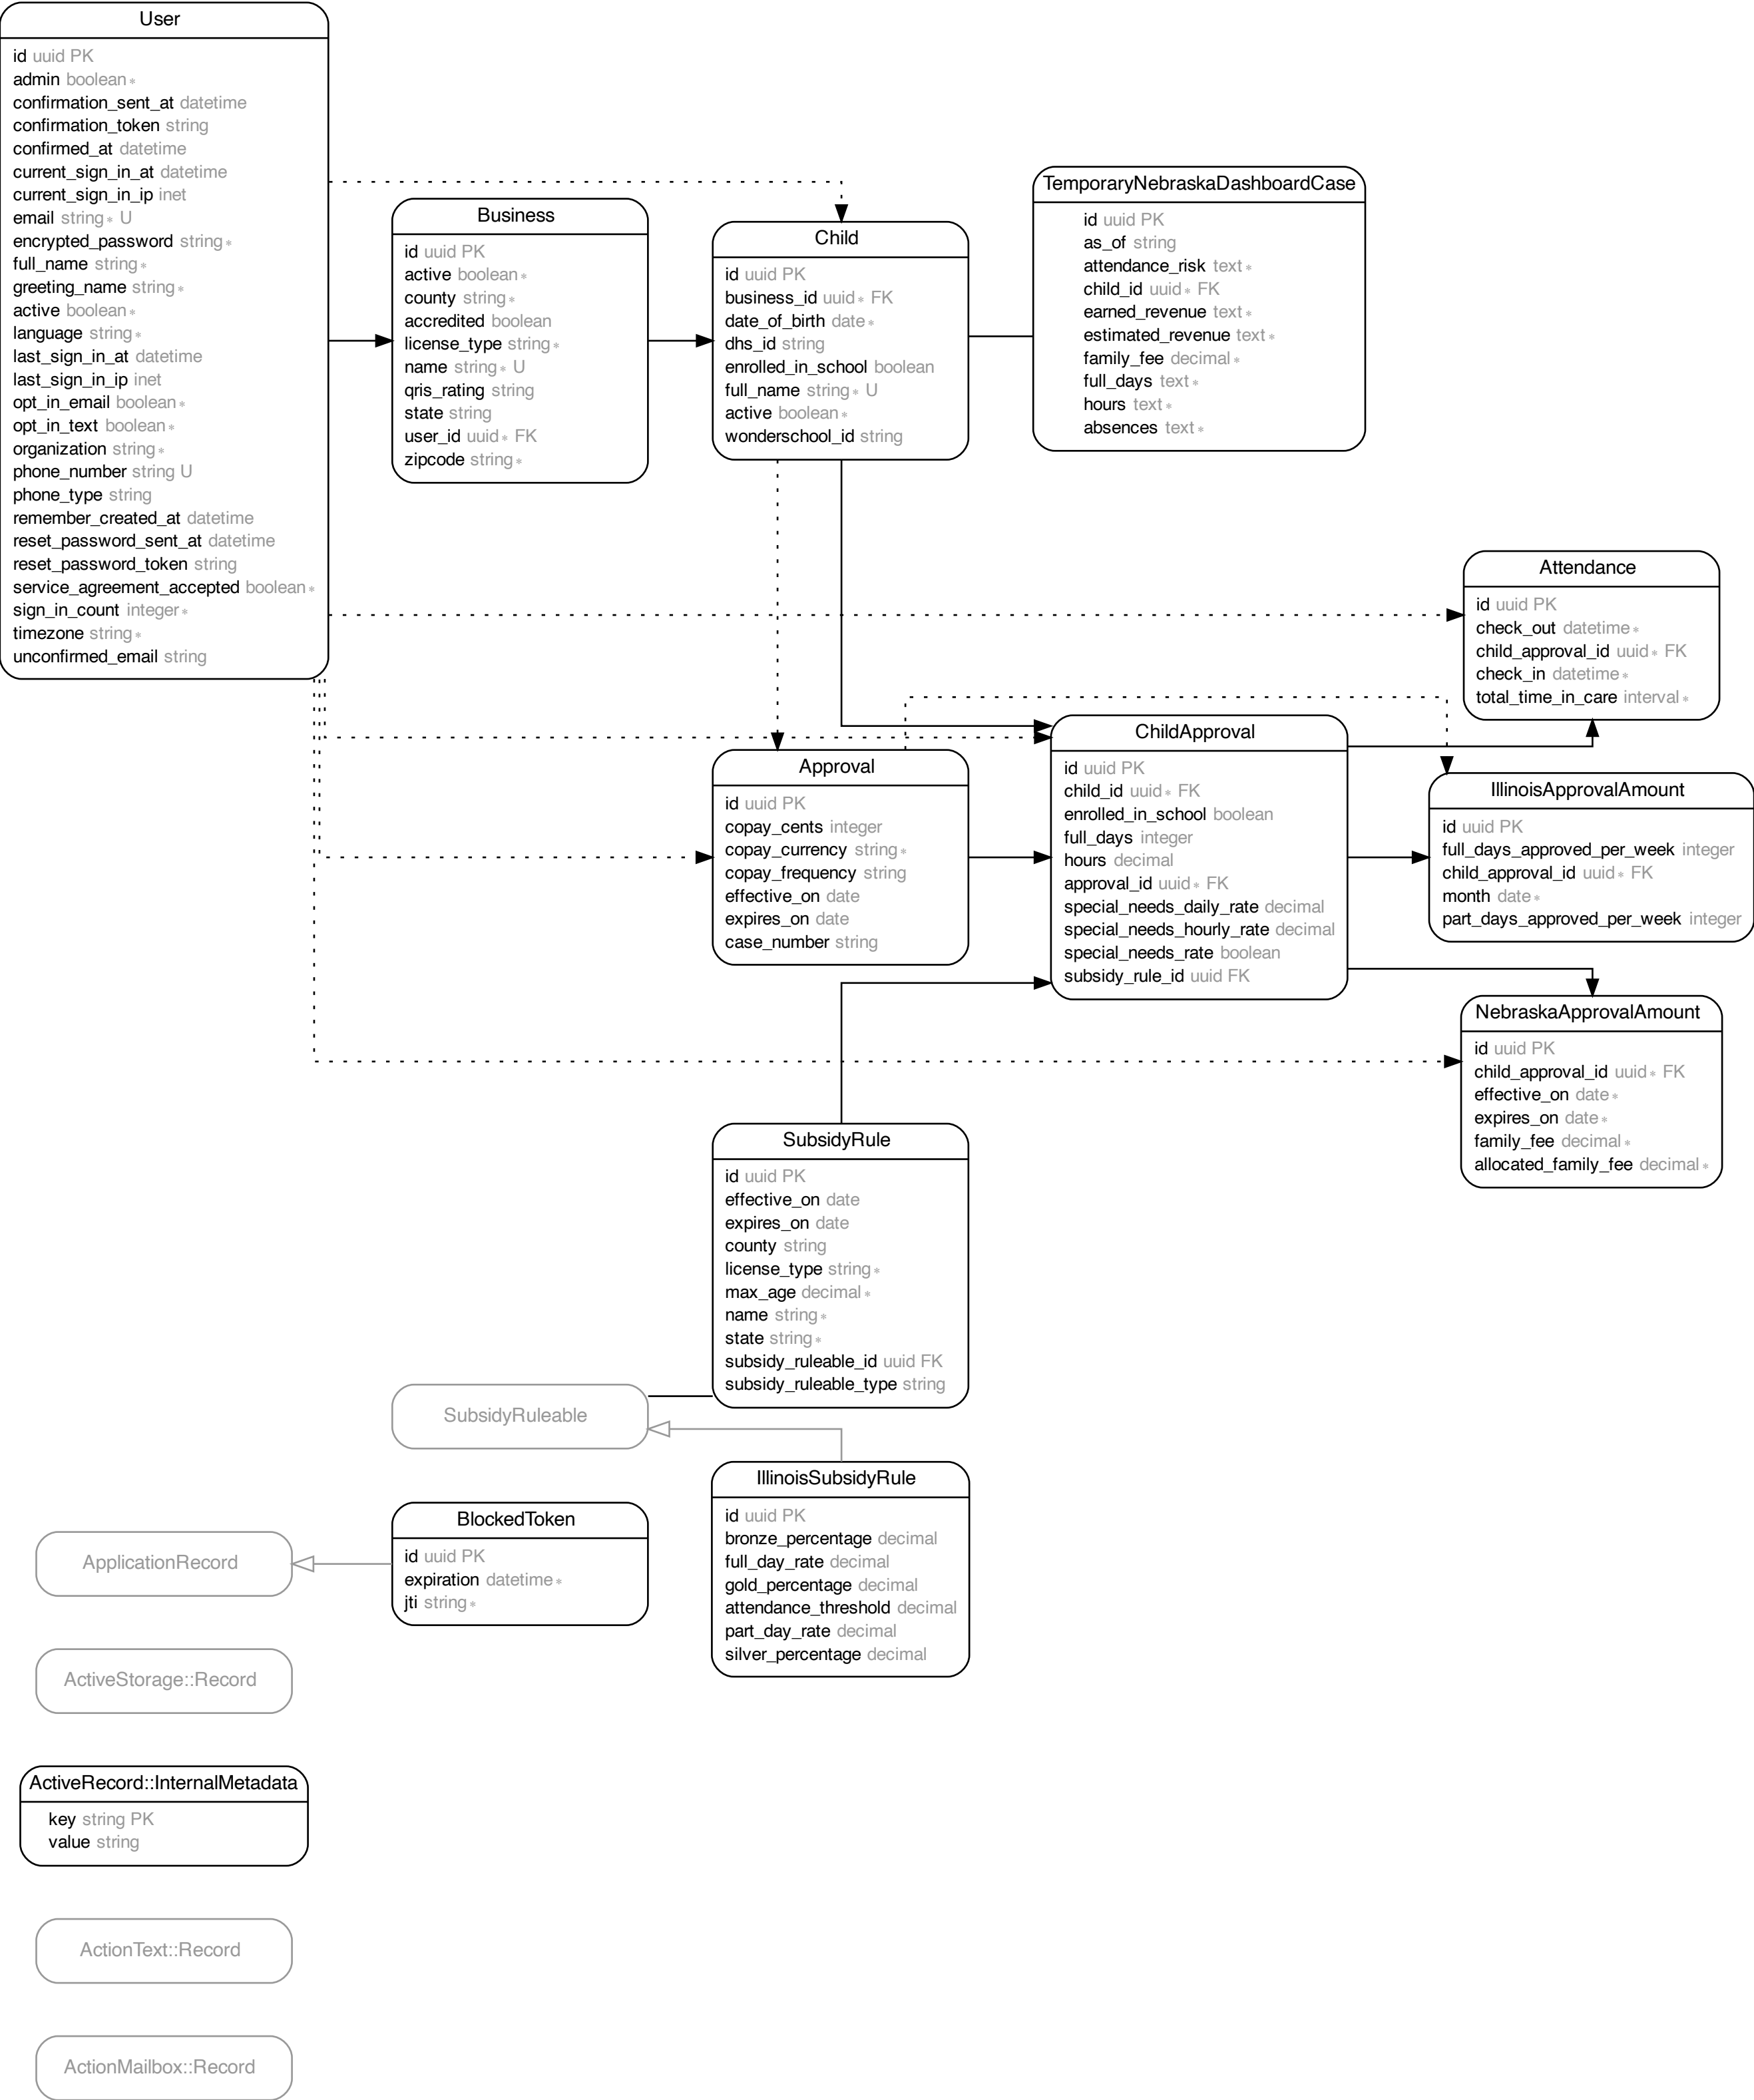 User
id uuid PK
admin boolean *
confirmation_sent_at datetime
confirmation_token string
confirmed_at datetime
current_sign_in_at datetime
current_sign_in_ip inet
email string * U
encrypted_password string *
full_name string *
greeting_name string *
active boolean *
language string *
last_sign_in_at datetime
last_sign_in_ip inet
opt_in_email boolean *
opt_in_text boolean *
organization string *
phone_number string U
phone_type string
remember_created_at datetime
reset_password_sent_at datetime
reset_password_token string
service_agreement_accepted boolean *
sign_in_count integer *
timezone string *
unconfirmed_email string
Business
id uuid PK
active boolean *
county string *
accredited boolean
license_type string *
name string * U
qris_rating string
state string
user_id uuid * FK
zipcode string *
Child
id uuid PK
business_id uuid * FK
date_of_birth date *
dhs_id string
enrolled_in_school boolean
full_name string * U
active boolean *
wonderschool_id string
TemporaryNebraskaDashboardCase
id uuid PK
as_of string
attendance_risk text *
child_id uuid * FK
earned_revenue text *
estimated_revenue text *
family_fee decimal *
full_days text *
hours text *
absences text *
Attendance
id uuid PK
check_out datetime *
child_approval_id uuid * FK
check_in datetime *
total_time_in_care interval *
Approval
id uuid PK
copay_cents integer
copay_currency string *
copay_frequency string
effective_on date
expires_on date
case_number string
ChildApproval
id uuid PK
child_id uuid * FK
enrolled_in_school boolean
full_days integer
hours decimal
approval_id uuid * FK
special_needs_daily_rate decimal
special_needs_hourly_rate decimal
special_needs_rate boolean
subsidy_rule_id uuid FK
IllinoisApprovalAmount
id uuid PK
full_days_approved_per_week integer
child_approval_id uuid * FK
month date *
part_days_approved_per_week integer
NebraskaApprovalAmount
id uuid PK
child_approval_id uuid * FK
effective_on date *
expires_on date *
family_fee decimal *
allocated_family_fee decimal *
SubsidyRule
id uuid PK
effective_on date
expires_on date
county string
license_type string *
max_age decimal *
name string *
state string *
subsidy_ruleable_id uuid FK
subsidy_ruleable_type string
SubsidyRuleable
IllinoisSubsidyRule
id uuid PK
bronze_percentage decimal
full_day_rate decimal
gold_percentage decimal
attendance_threshold decimal
part_day_rate decimal
silver_percentage decimal
BlockedToken
id uuid PK
expiration datetime *
jti string *
ApplicationRecord
ActiveStorage::Record
ActiveRecord::InternalMetadata
key string PK
value string
ActionText::Record
ActionMailbox::Record